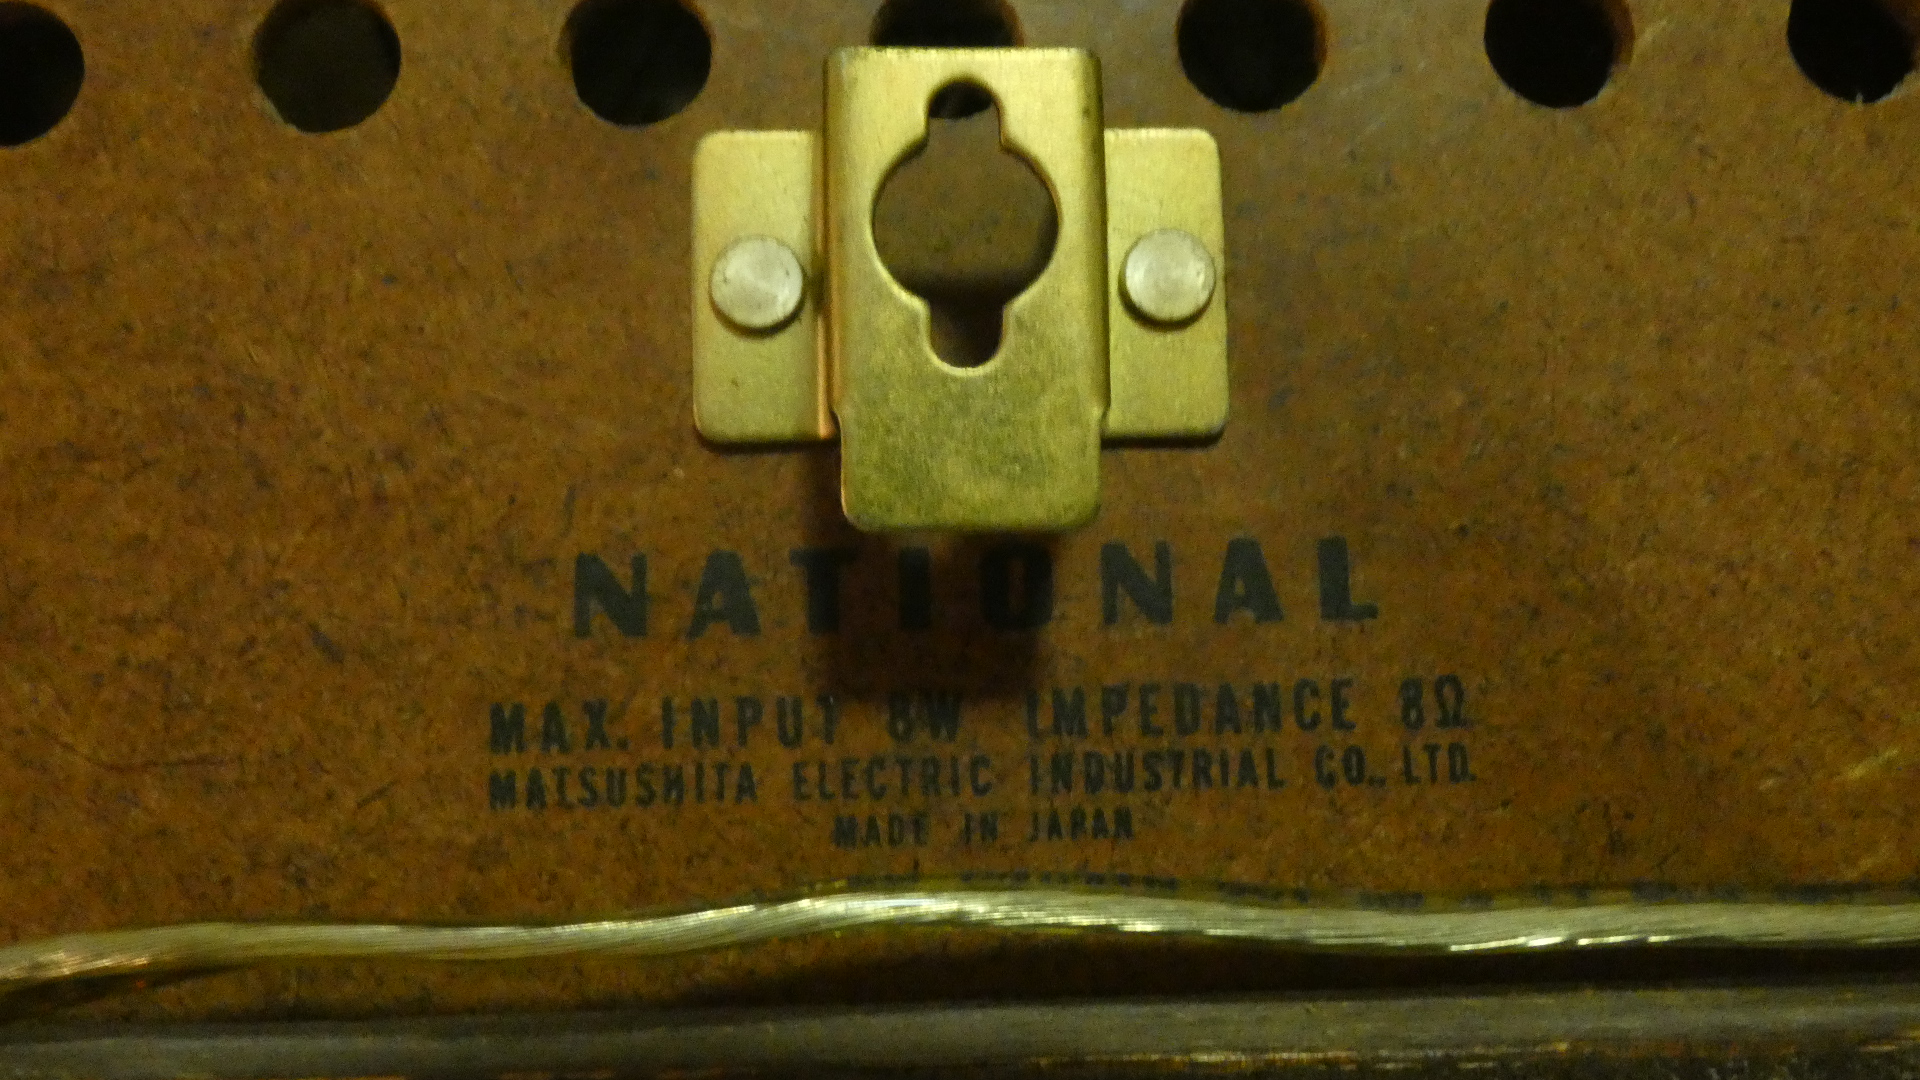 NATIONAL
MAX. INPUT 8W. IMPEDANCE 8Ω
MATSUSHITA ELECTRIC INDUSTRIAL CO., LTD.
MADE IN JAPAN